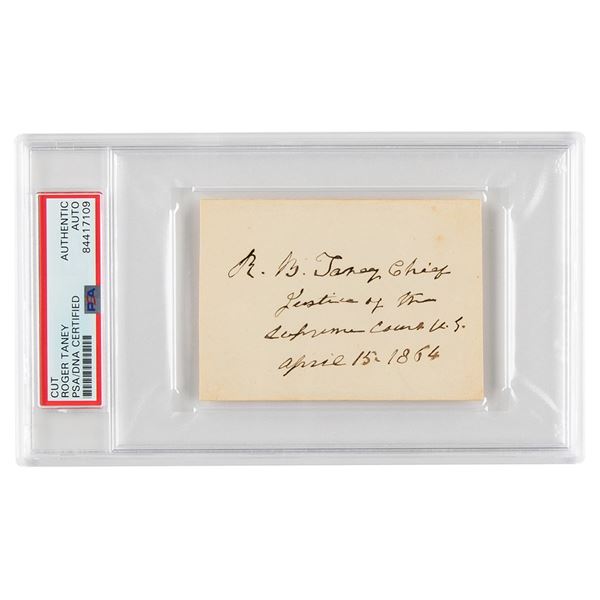 CUT
ROGER TANEY
PSA/DNA CERTIFIED
AUTHENTIC
AUTO
84417109
PSA
R. B. Taney Chief
Justice of the
Supreme Court U.S.
April 15- 1864